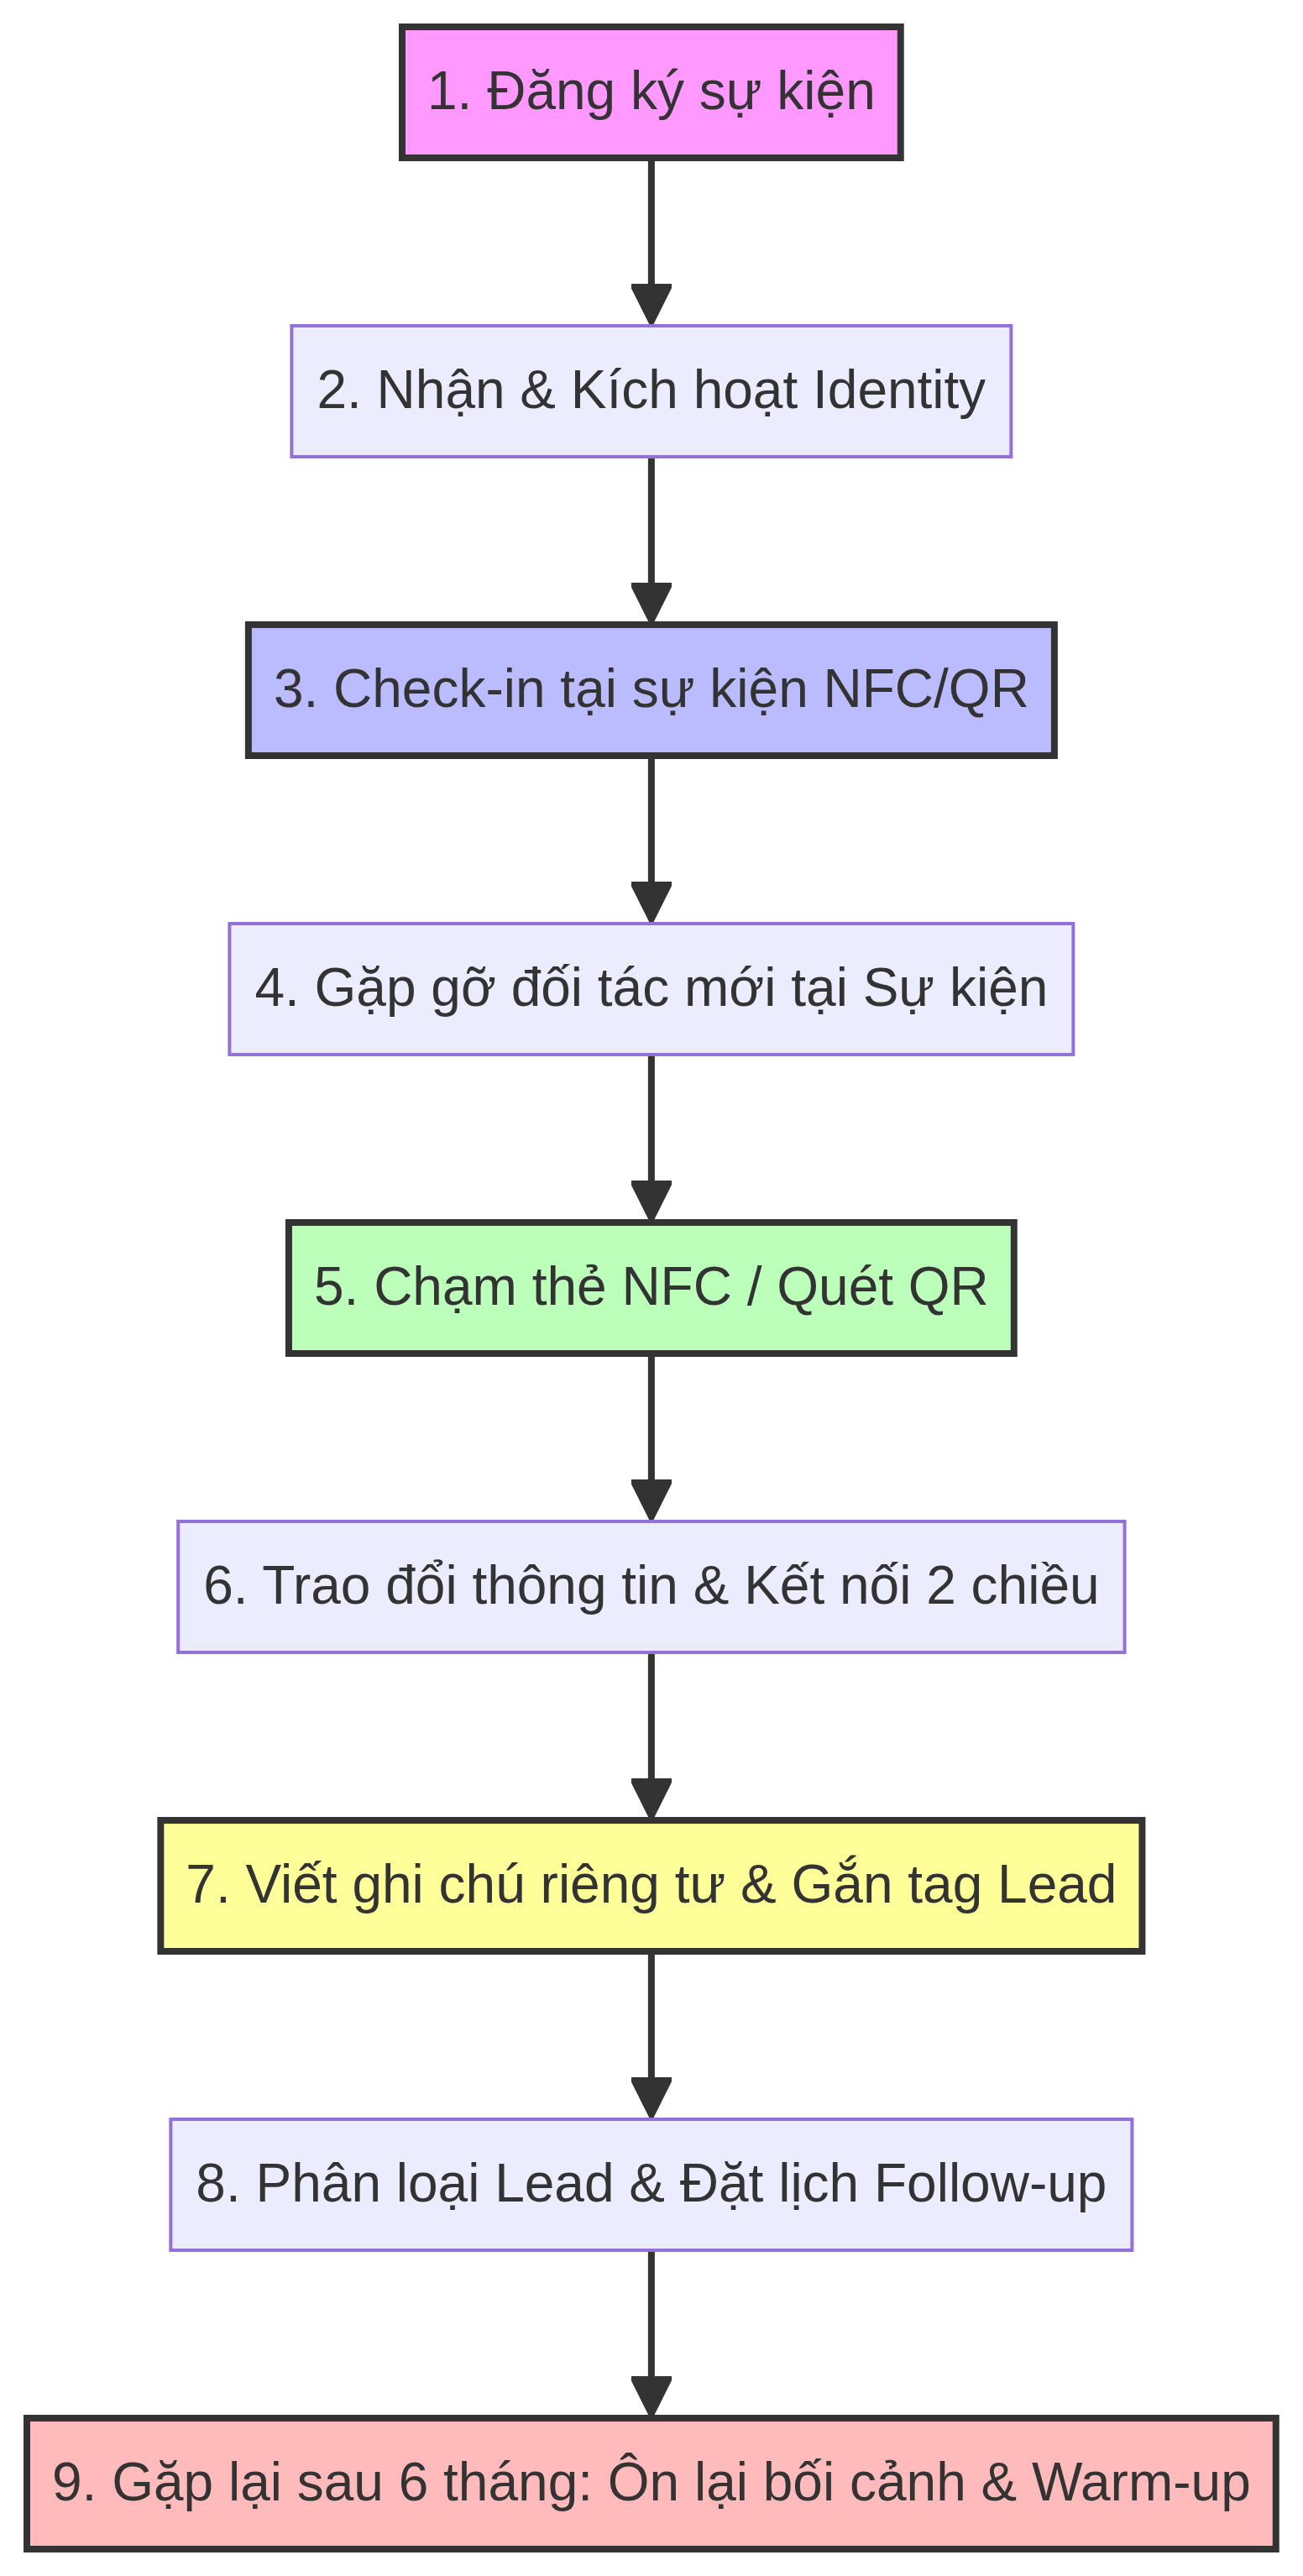 1. Đăng ký sự kiện
2. Nhận & Kích hoạt Identity
3. Check-in tại sự kiện NFC/QR
4. Gặp gỡ đối tác mới tại Sự kiện
5. Chạm thẻ NFC / Quét QR
6. Trao đổi thông tin & Kết nối 2 chiều
7. Viết ghi chú riêng tư & Gắn tag Lead
8. Phân loại Lead & Đặt lịch Follow-up
9. Gặp lại sau 6 tháng: Ôn lại bối cảnh & Warm-up